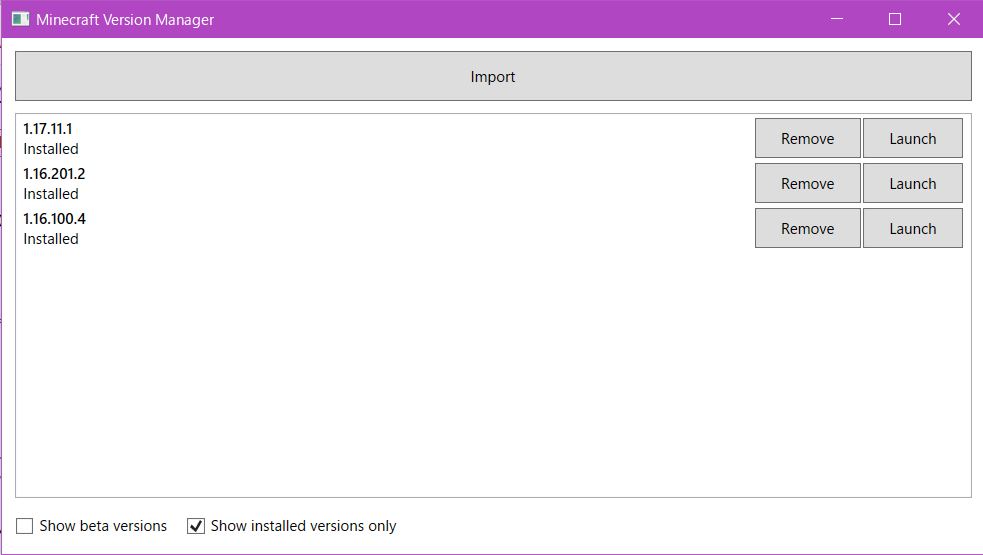 Minecraft Version Manager
Import
1.17.11.1
Installed
Remove
Launch
1.16.201.2
Installed
Remove
Launch
1.16.100.4
Installed
Remove
Launch
Show beta versions
Show installed versions only